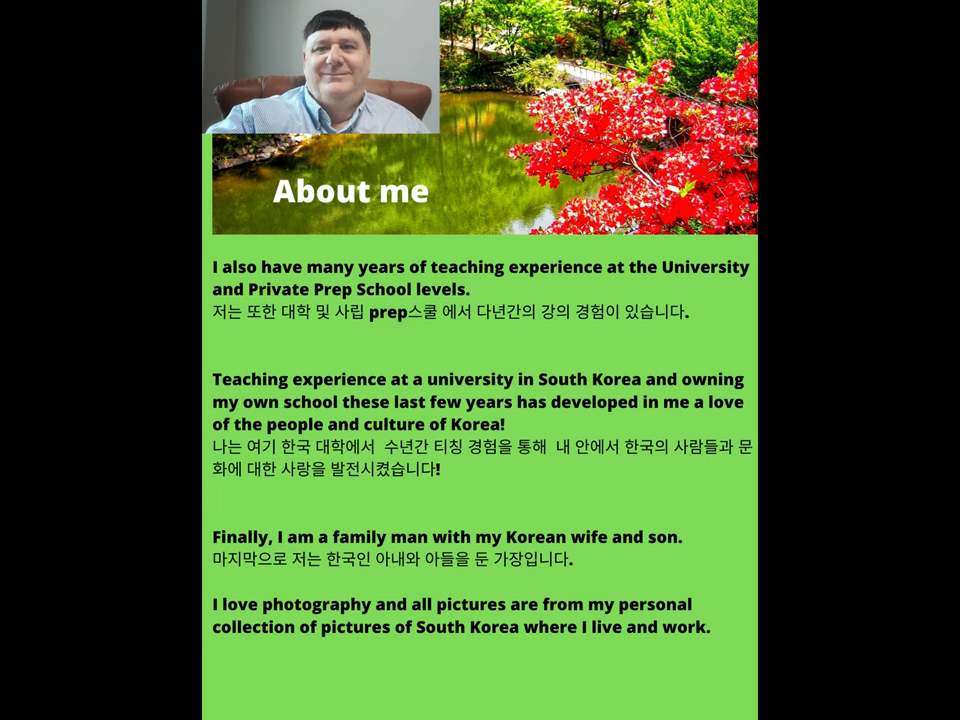 About me
I also have many years of teaching experience at the University
and Private Prep School levels.
저는 또한 대학 및 사립 prep스쿨 에서 다년간의 강의 경험이 있습니다.
Teaching experience at a university in South Korea and owning
my own school these last few years has developed in me a love
of the people and culture of Korea!
나는 여기 한국 대학에서 수년간 티칭 경험을 통해 내 안에서 한국의 사람들과 문
화에 대한 사랑을 발전시켰습니다!
Finally, I am a family man with my Korean wife and son.
마지막으로 저는 한국인 아내와 아들을 둔 가장입니다.
I love photography and all pictures are from my personal
collection of pictures of South Korea where I live and work.